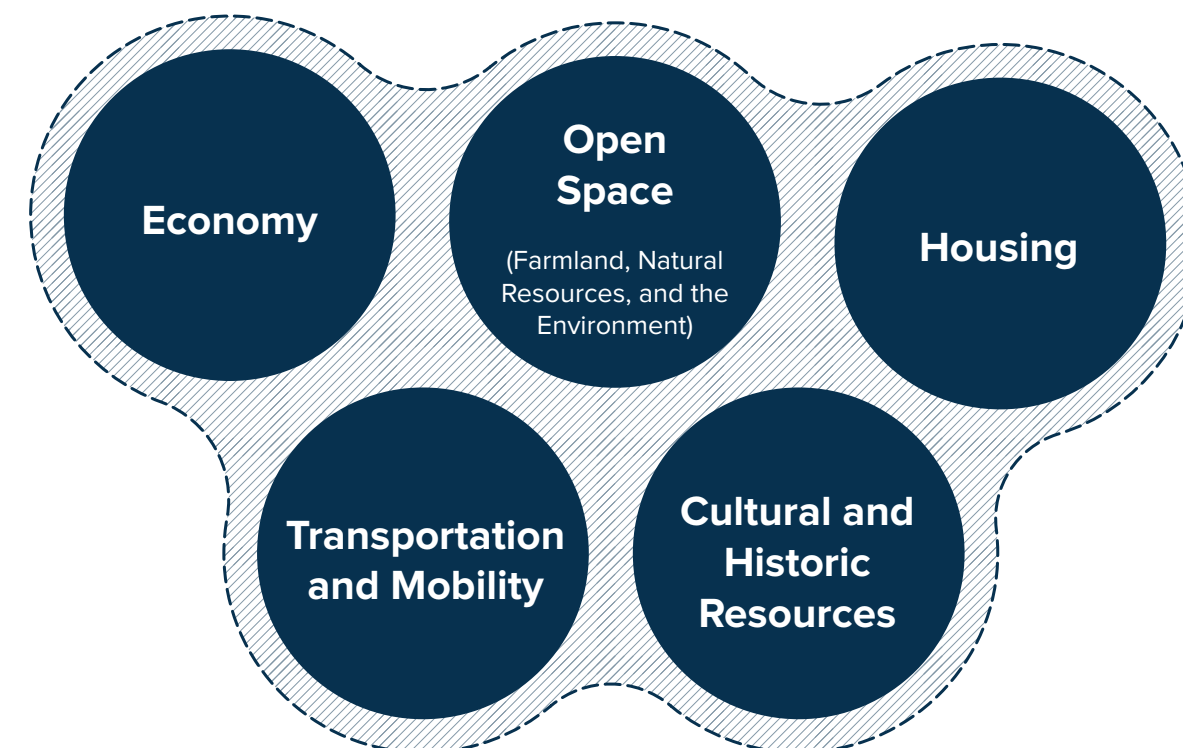 Economy
Open
Space
(Farmland, Natural
Resources, and the
Environment)
Housing
Transportation
and Mobility
Cultural and
Historic
Resources